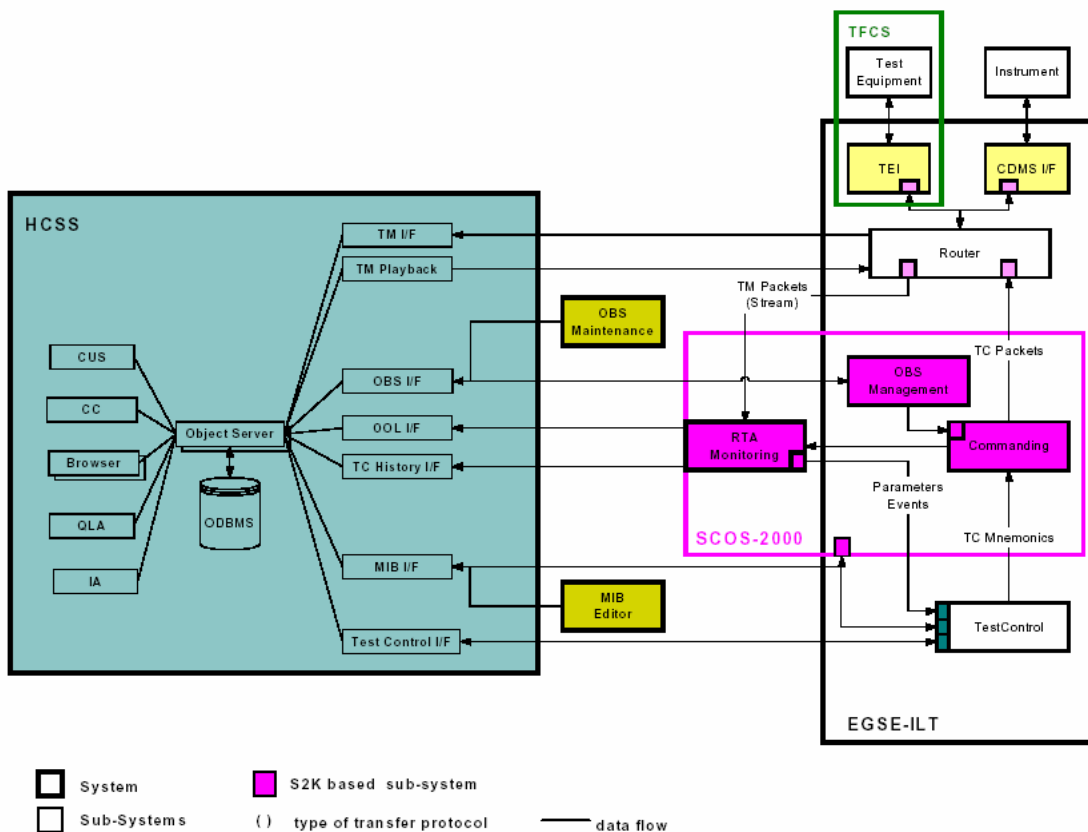 TFCS
Test
Equipment
Instrument
TEI
CDMS I/F
HCSS
TM I/F
Router
TM Playback
TM Packets
(Stream)
OBS
Maintenance
TC Packets
CUS
OBS I/F
OBS
Management
CC
Object Server
OOL I/F
RTA
Monitoring
Commanding
Browser
TC History I/F
Parameters
Events
ODBMS
QLA
SCOS-2000
TC Mnemonics
IA
MIB I/F
MIB
Editor
Test Control I/F
TestControl
EGSE-ILT
System
S2K based sub-system
Sub-Systems
( ) type of transfer protocol
data flow